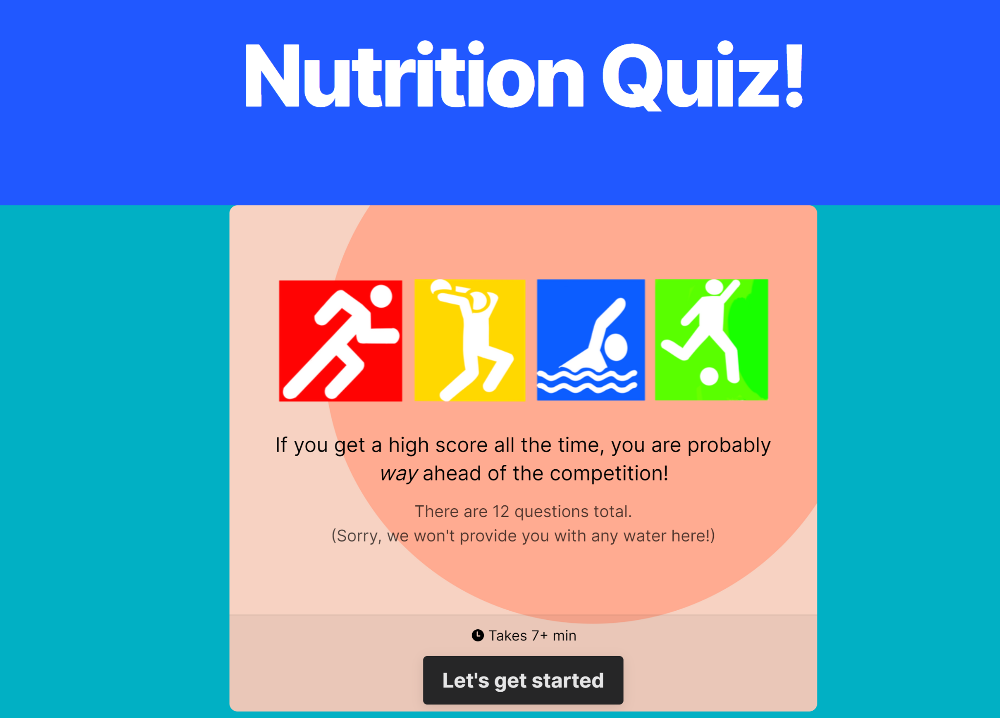 Nutrition Quiz!
If you get a high score all the time, you are probably
way ahead of the competition!
There are 12 questions total.
(Sorry, we won't provide you with any water here!)
Takes 7+ min
Let's get started